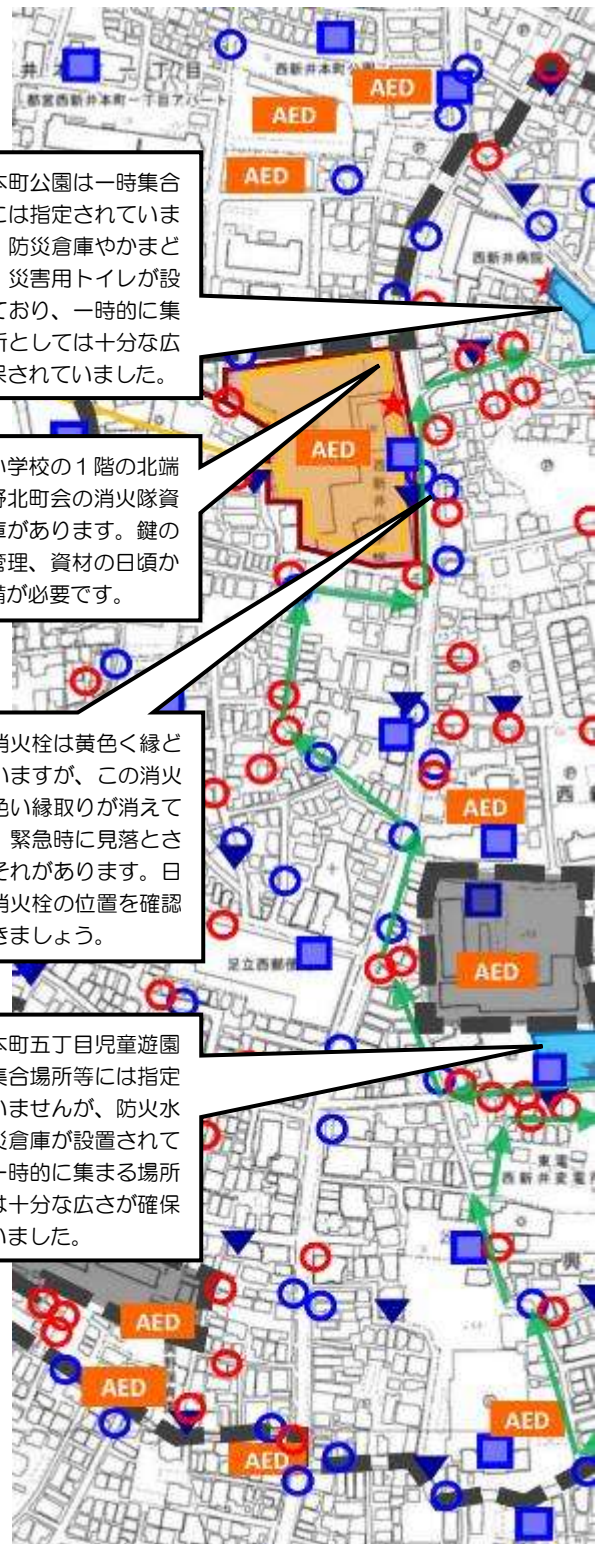 西新井本町公園
都営西新井本町一丁目アパート
AED
AED
AED
西新井病院
本町公園は一時集合
には指定されていま
防災倉庫やかまど
災害用トイレが設
ており、一時的に集
所としては十分な広
保されていました。
AED
小学校の1階の北端
野北町会の消火隊資
庫があります。鍵の
管理、資材の日頃か
備が必要です。
消火栓は黄色く縁ど
いますが、この消火
色い縁取りが消えて
緊急時に見落とさ
それがあります。日
消火栓の位置を確認
きましょう。
AED
西
足立西郵便
AED
本町五丁目児童遊園
集合場所等には指定
いませんが、防火水
災倉庫が設置されて
一時的に集まる場所
は十分な広さが確保
いました。
東電
西新井変電所
興
AED
AED
AED
AED